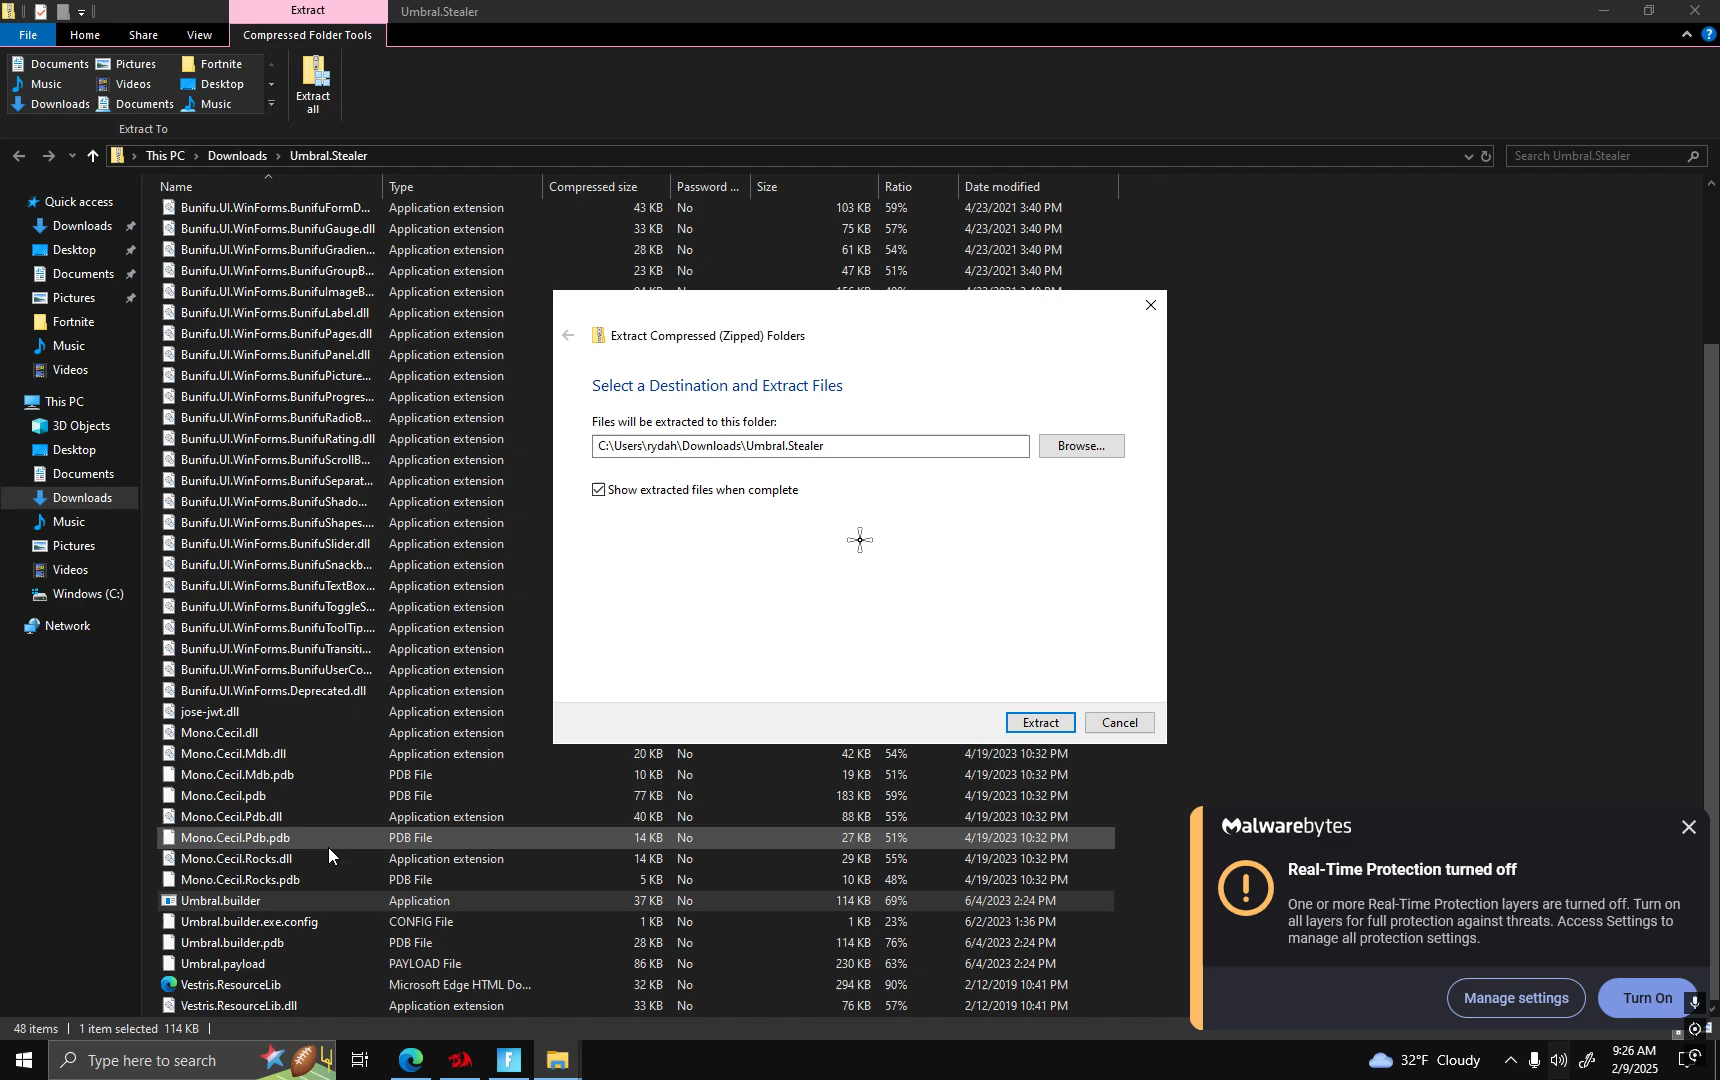 Extract
Umbral.Stealer
File
Home
Share
View
Compressed Folder Tools
Documents Pictures Fortnite
Music Videos Desktop
Downloads Documents Music
Extract all
Extract To
This PC › Downloads › Umbral.Stealer
Search Umbral.Stealer
Name Type Compressed size Password ... Size Ratio Date modified
Bunifu.UI.WinForms.BunifuFormD... Application extension 43 KB No 103 KB 59% 4/23/2021 3:40 PM
Bunifu.UI.WinForms.BunifuGauge.dll Application extension 33 KB No 75 KB 57% 4/23/2021 3:40 PM
Bunifu.UI.WinForms.BunifuGradien... Application extension 28 KB No 61 KB 54% 4/23/2021 3:40 PM
Bunifu.UI.WinForms.BunifuGroupB... Application extension 23 KB No 47 KB 51% 4/23/2021 3:40 PM
Bunifu.UI.WinForms.BunifuImageB... Application extension
Bunifu.UI.WinForms.BunifuLabel.dll Application extension
Bunifu.UI.WinForms.BunifuPages.dll Application extension
Bunifu.UI.WinForms.BunifuPanel.dll Application extension
Bunifu.UI.WinForms.BunifuPicture... Application extension
Bunifu.UI.WinForms.BunifuProgres... Application extension
Bunifu.UI.WinForms.BunifuRadioB... Application extension
Bunifu.UI.WinForms.BunifuRating.dll Application extension
Bunifu.UI.WinForms.BunifuScrollB... Application extension
Bunifu.UI.WinForms.BunifuSeparat... Application extension
Bunifu.UI.WinForms.BunifuShado... Application extension
Bunifu.UI.WinForms.BunifuShapes.... Application extension
Bunifu.UI.WinForms.BunifuSlider.dll Application extension
Bunifu.UI.WinForms.BunifuSnackb... Application extension
Bunifu.UI.WinForms.BunifuTextBox... Application extension
Bunifu.UI.WinForms.BunifuToggleS... Application extension
Bunifu.UI.WinForms.BunifuToolTip.... Application extension
Bunifu.UI.WinForms.BunifuTransiti... Application extension
Bunifu.UI.WinForms.BunifuUserCo... Application extension
Bunifu.UI.WinForms.Deprecated.dll Application extension
jose-jwt.dll Application extension
Mono.Cecil.dll Application extension
Mono.Cecil.Mdb.dll Application extension 20 KB No 42 KB 54% 4/19/2023 10:32 PM
Mono.Cecil.Mdb.pdb PDB File 10 KB No 19 KB 51% 4/19/2023 10:32 PM
Mono.Cecil.pdb PDB File 77 KB No 183 KB 59% 4/19/2023 10:32 PM
Mono.Cecil.Pdb.dll Application extension 40 KB No 88 KB 55% 4/19/2023 10:32 PM
Mono.Cecil.Pdb.pdb PDB File 14 KB No 27 KB 51% 4/19/2023 10:32 PM
Mono.Cecil.Rocks.dll Application extension 14 KB No 29 KB 55% 4/19/2023 10:32 PM
Mono.Cecil.Rocks.pdb PDB File 5 KB No 10 KB 48% 4/19/2023 10:32 PM
Umbral.builder Application 37 KB No 114 KB 69% 6/4/2023 2:24 PM
Umbral.builder.exe.config CONFIG File 1 KB No 1 KB 23% 6/2/2023 1:36 PM
Umbral.builder.pdb PDB File 28 KB No 114 KB 76% 6/4/2023 2:24 PM
Umbral.payload PAYLOAD File 86 KB No 230 KB 63% 6/4/2023 2:24 PM
Vestris.ResourceLib Microsoft Edge HTML Do... 32 KB No 294 KB 90% 2/12/2019 10:41 PM
Vestris.ResourceLib.dll Application extension 33 KB No 76 KB 57% 2/12/2019 10:41 PM
Quick access
Downloads
Desktop
Documents
Pictures
Fortnite
Music
Videos
This PC
3D Objects
Desktop
Documents
Downloads
Music
Pictures
Videos
Windows (C:)
Network
Extract Compressed (Zipped) Folders
Select a Destination and Extract Files
Files will be extracted to this folder:
C:\Users\rydah\Downloads\Umbral.Stealer
Browse...
Show extracted files when complete
Extract
Cancel
Malwarebytes
Real-Time Protection turned off
One or more Real-Time Protection layers are turned off. Turn on
all layers for full protection against threats. Access Settings to
manage all protection settings.
Manage settings
Turn On
48 items 1 item selected 114 KB
Type here to search
32°F Cloudy
9:26 AM
2/9/2025